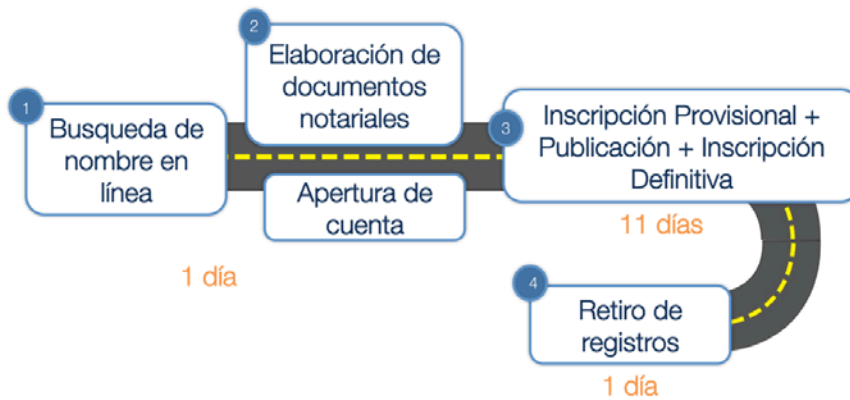 1
Busqueda de
nombre en
línea
2
Elaboración de
documentos
notariales
Apertura de
cuenta
1 día
3
Inscripción Provisional +
Publicación + Inscripción
Definitiva
11 días
4
Retiro de
registros
1 día